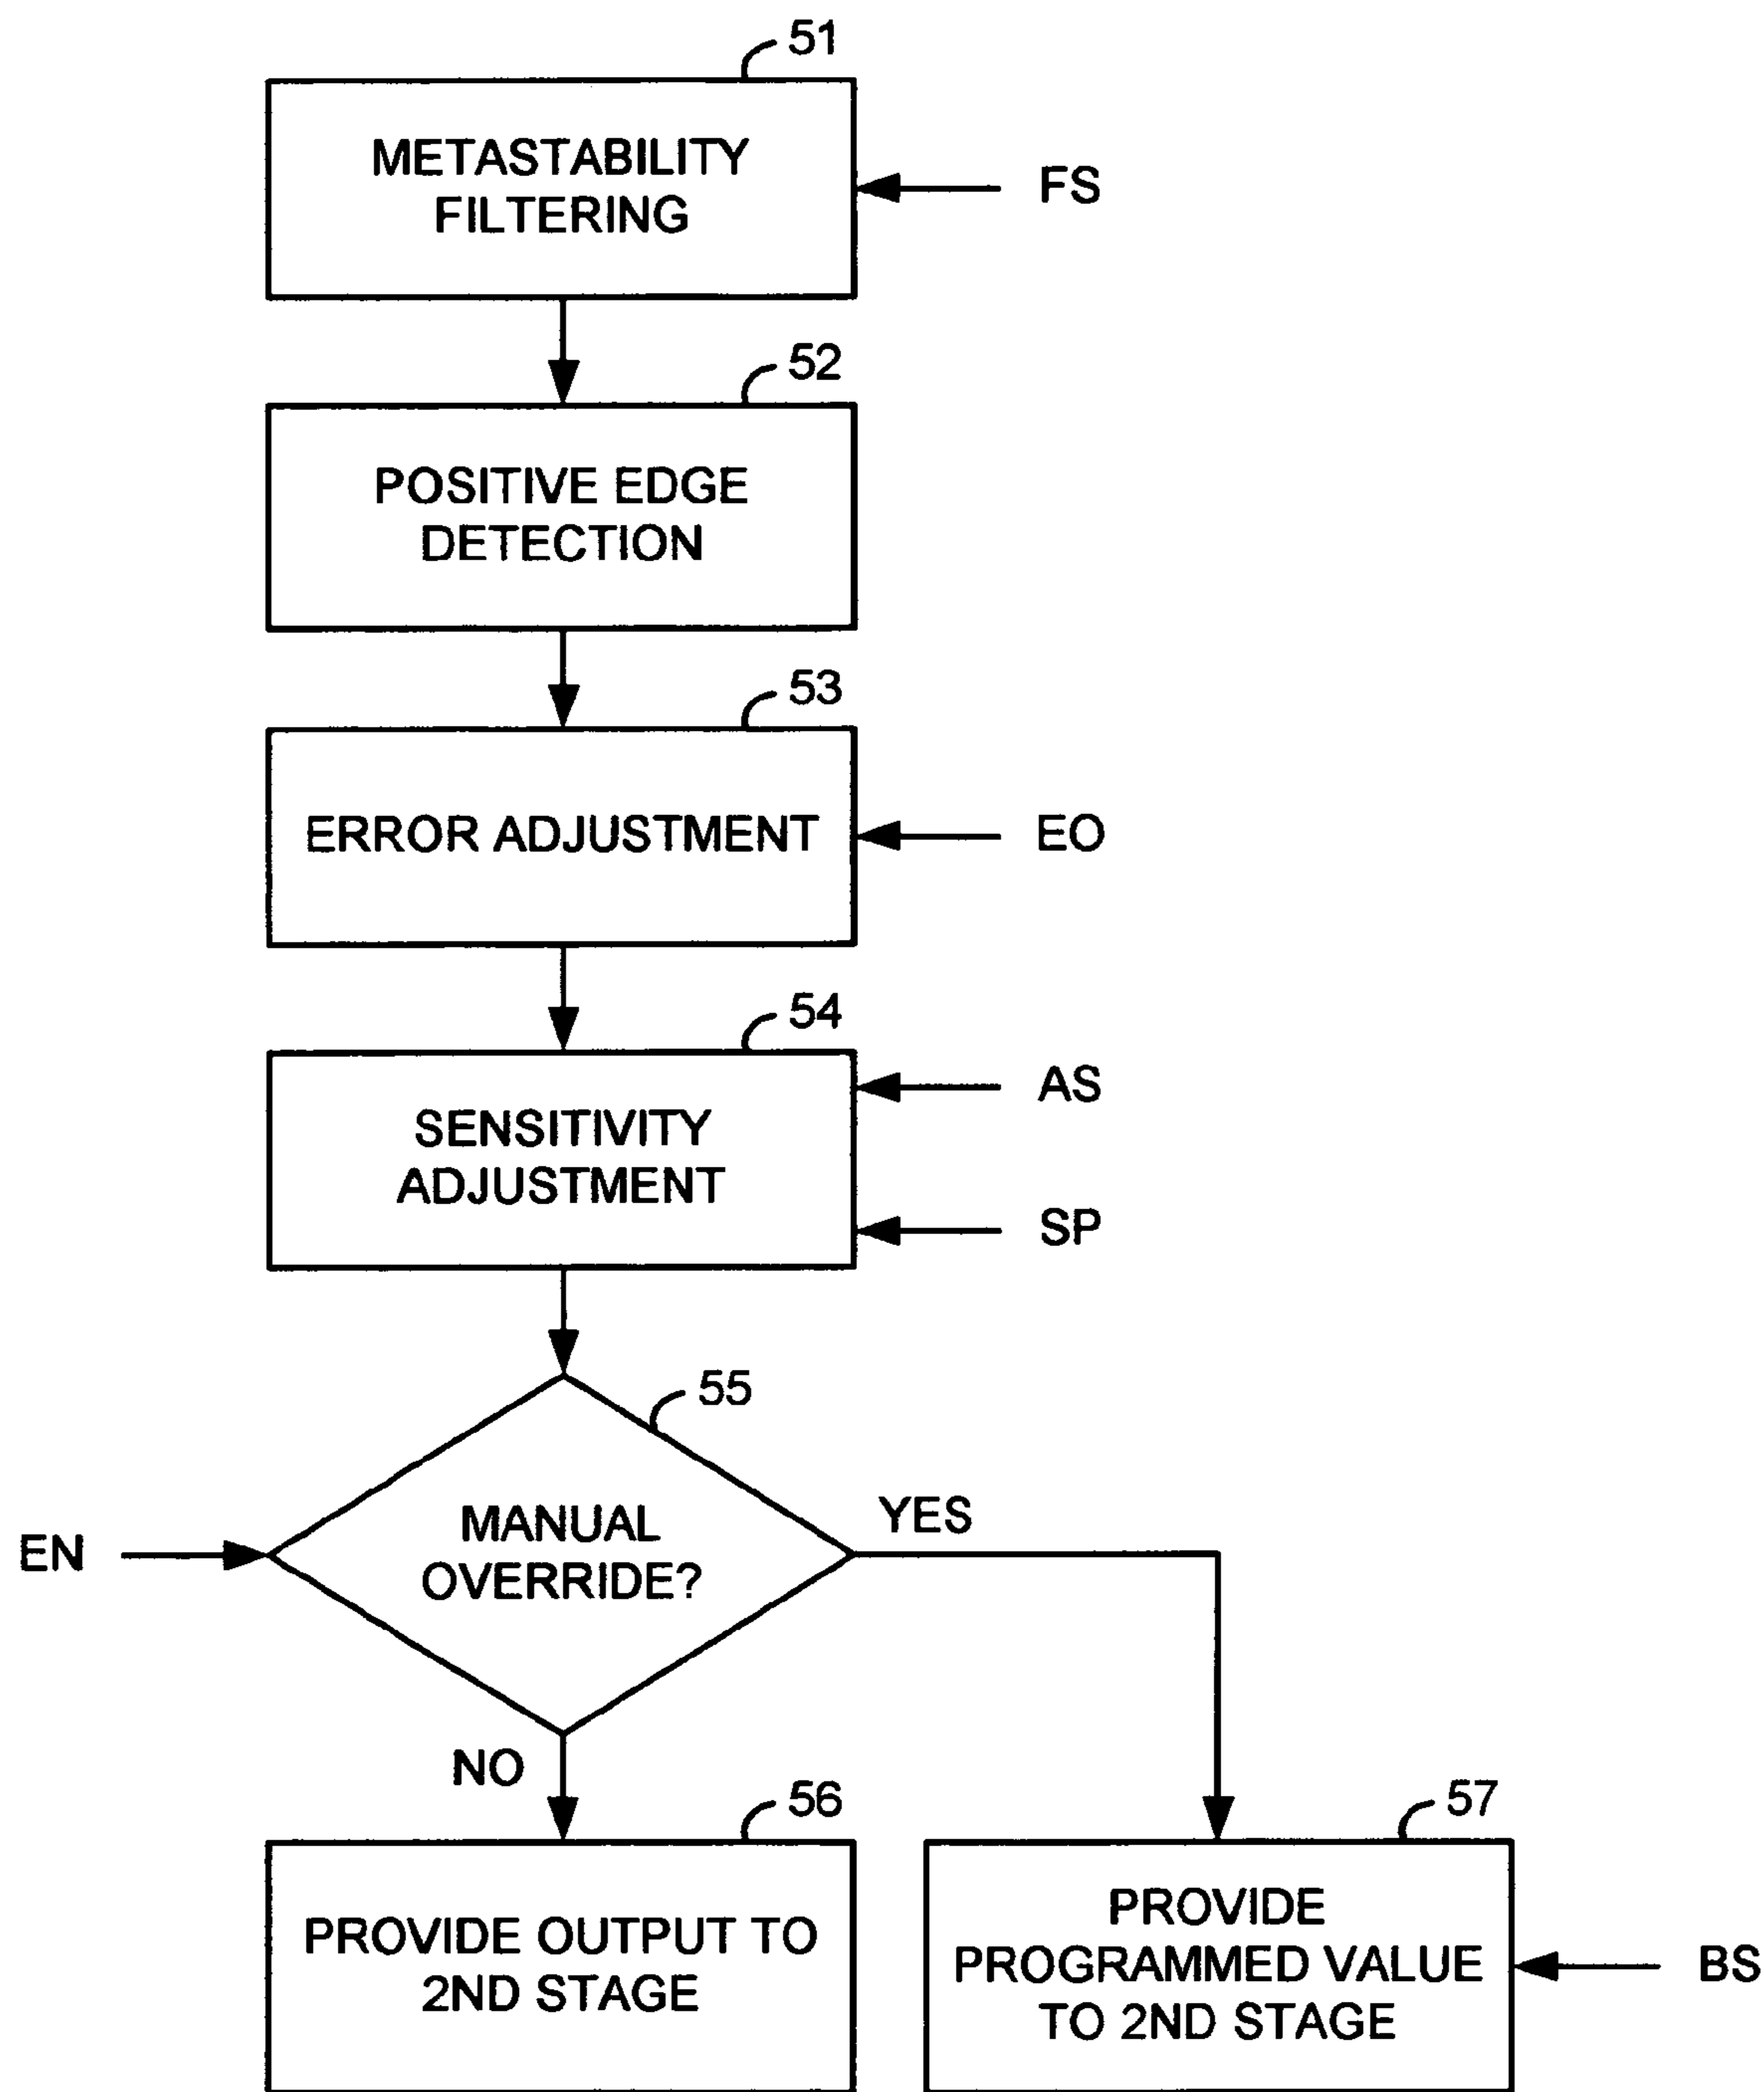 51
METASTABILITY
FILTERING
FS
52
POSITIVE EDGE
DETECTION
53
ERROR ADJUSTMENT
EO
54
SENSITIVITY
ADJUSTMENT
AS
SP
55
MANUAL
OVERRIDE?
EN
YES
NO
56
PROVIDE OUTPUT TO
2ND STAGE
57
PROVIDE
PROGRAMMED VALUE
TO 2ND STAGE
BS